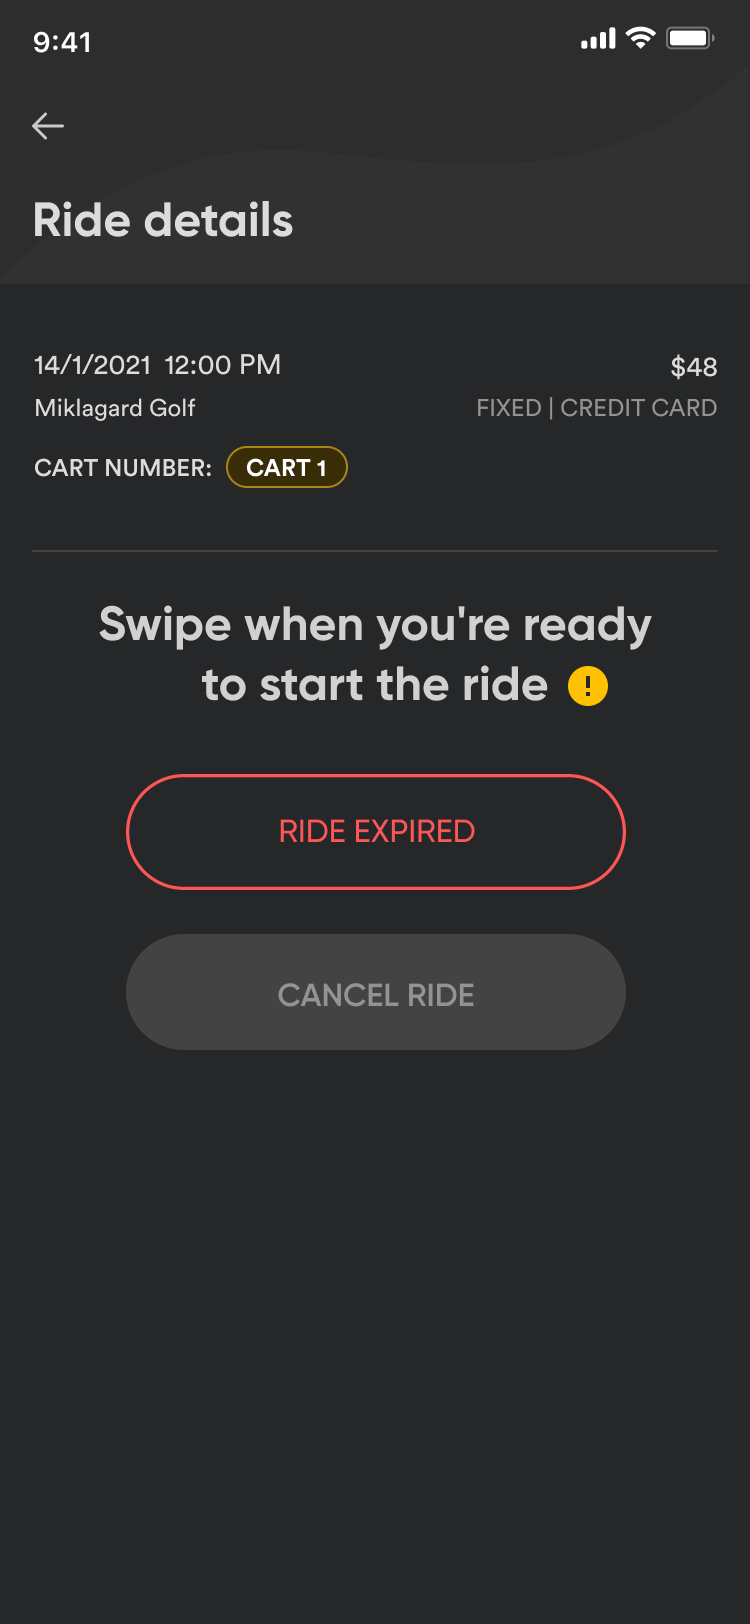 9:41
Ride details
14/1/2021 12:00 PM
$48
Miklagard Golf
FIXED | CREDIT CARD
CART NUMBER: CART 1
Swipe when you're ready
to start the ride !
RIDE EXPIRED
CANCEL RIDE